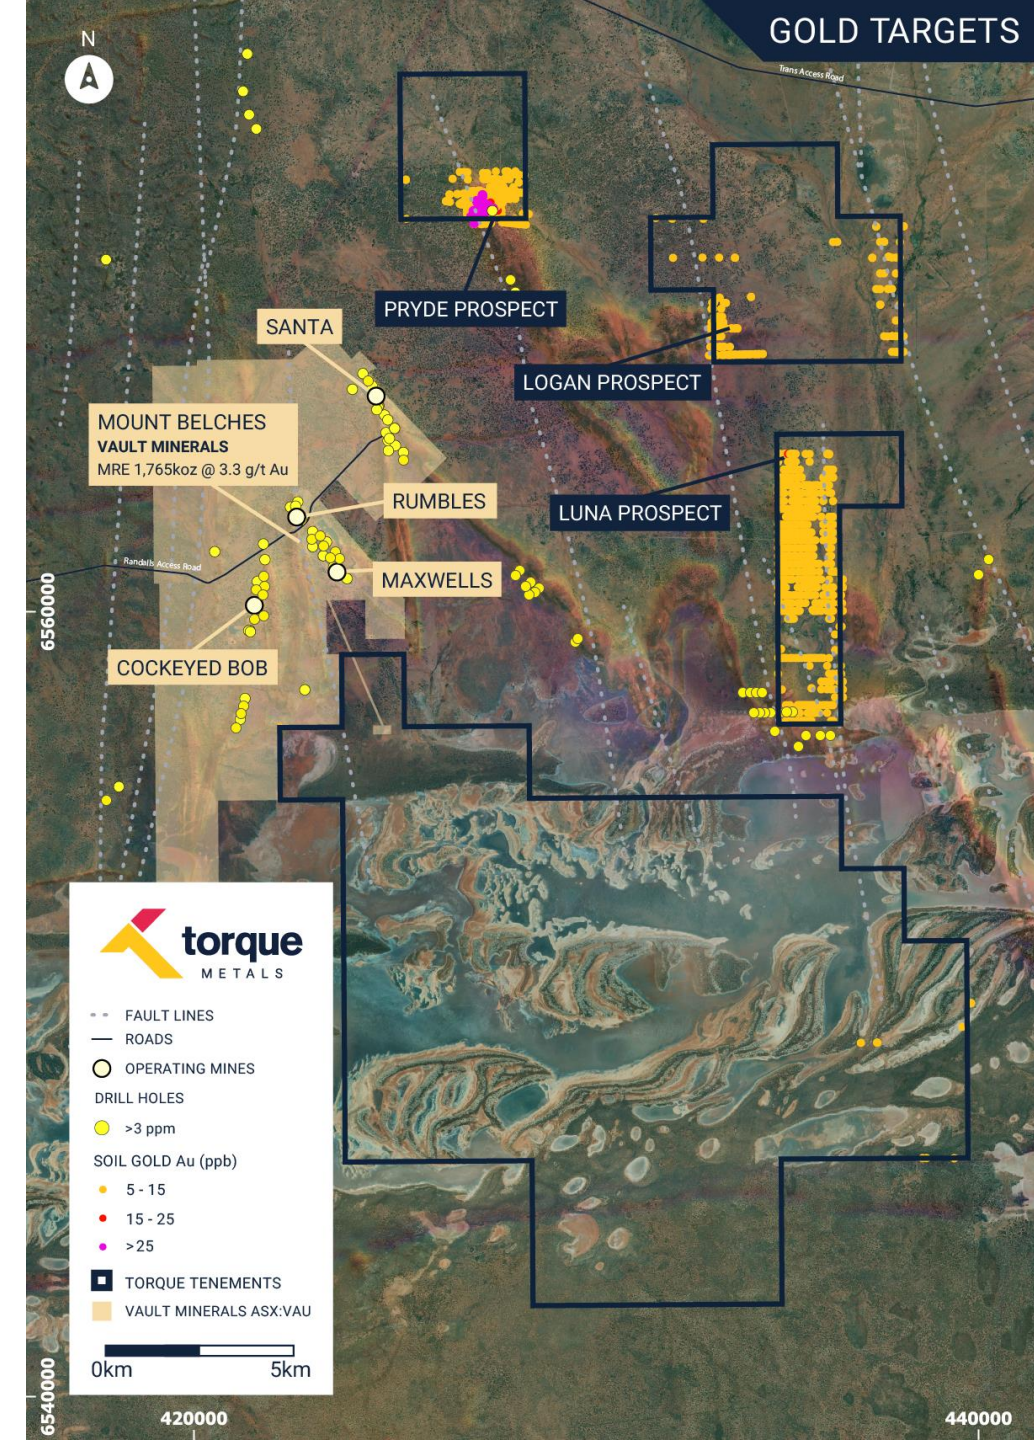 GOLD TARGETS
N
Trans Access Road
PRYDE PROSPECT
SANTA
LOGAN PROSPECT
MOUNT BELCHES
VAULT MINERALS
MRE 1,765koz @ 3.3 g/t Au
RUMBLES
LUNA PROSPECT
Randalls Access Road
MAXWELLS
6560000
COCKEYED BOB
torque
METALS
FAULT LINES
ROADS
OPERATING MINES
DRILL HOLES
>3 ppm
SOIL GOLD Au (ppb)
5 - 15
15 - 25
>25
TORQUE TENEMENTS
VAULT MINERALS ASX:VAU
0km 5km
6540000
420000
440000